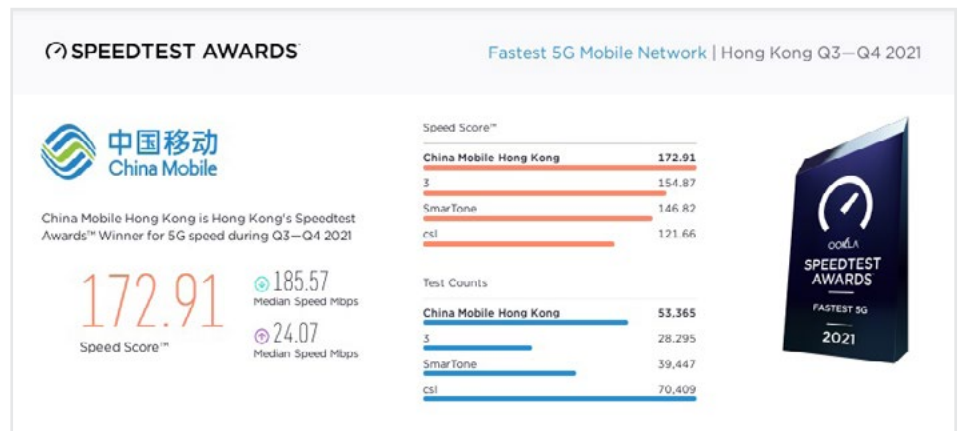 SPEEDTEST AWARDS
Fastest 5G Mobile Network | Hong Kong Q3—Q4 2021
中国移动
China Mobile
China Mobile Hong Kong is Hong Kong's Speedtest
Awards™ Winner for 5G speed during Q3—Q4 2021
172.91
Speed Score™
185.57
Median Speed Mbps
24.07
Median Speed Mbps
Speed Score™
China Mobile Hong Kong 172.91
3 154.87
SmarTone 146.82
csl 121.66
Test Counts
China Mobile Hong Kong 53,365
3 28,295
SmarTone 39,447
csl 70,409
OOKLA
SPEEDTEST
AWARDS
FASTEST 5G
2021